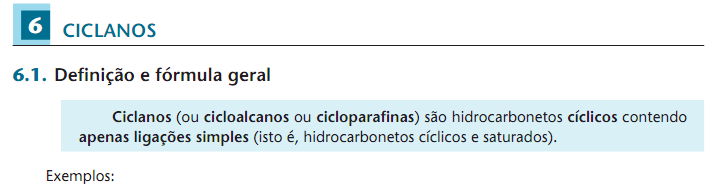 6 CICLANOS
6.1. Definição e fórmula geral
Ciclanos (ou cicloalcanos ou cicloparafinas) são hidrocarbonetos cíclicos contendo
apenas ligações simples (isto é, hidrocarbonetos cíclicos e saturados).
Exemplos: